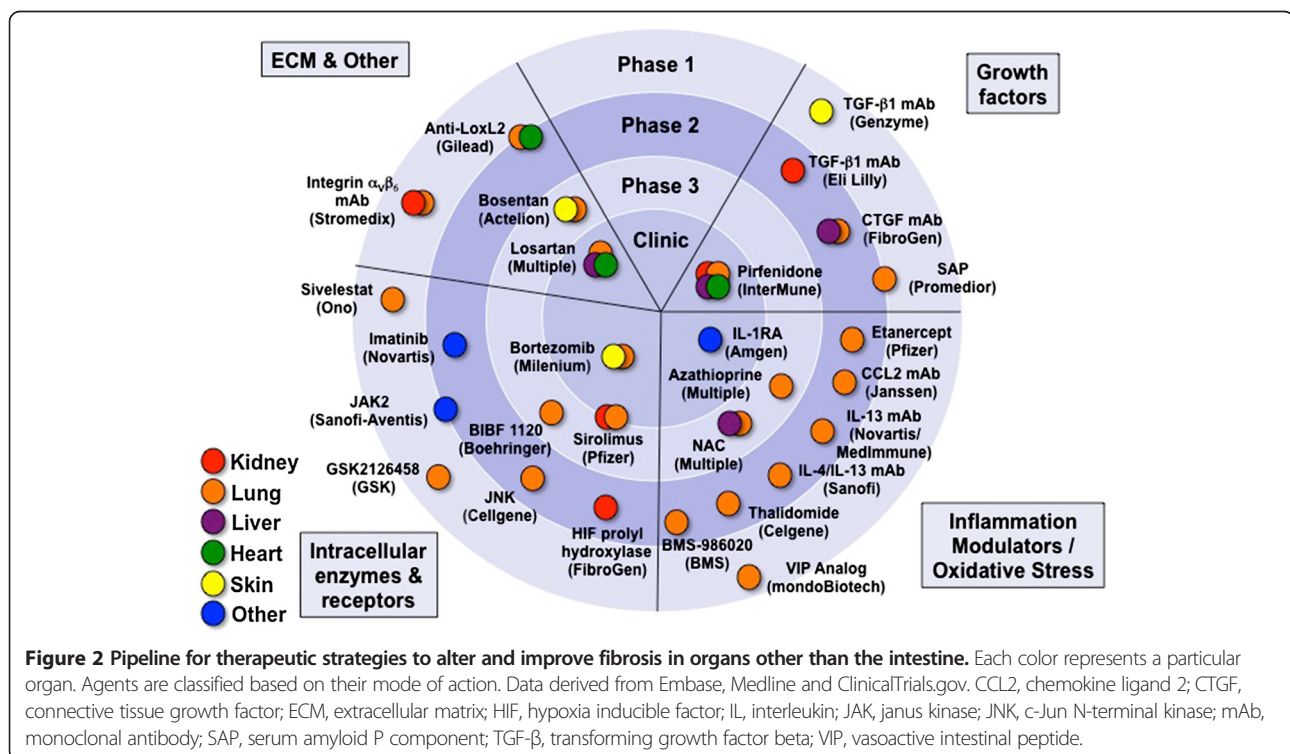 ECM & Other
Phase 1
Growth
factors
TGF-β1 mAb
(Genzyme)
Anti-LoxL2
(Gilead)
Phase 2
TGF-β1 mAb
(Eli Lilly)
Integrin αvβ6
mAb
(Stromedix)
Bosentan
(Actelion)
Phase 3
CTGF mAb
(FibroGen)
Losartan
(Multiple)
Clinic
Pirfenidone
(InterMune)
SAP
(Promedior)
Sivelestat
(Ono)
Imatinib
(Novartis)
Bortezomib
(Milenium)
IL-1RA
(Amgen)
Etanercept
(Pfizer)
Azathioprine
(Multiple)
CCL2 mAb
(Janssen)
JAK2
(Sanofi-Aventis)
BIBF 1120
(Boehringer)
Sirolimus
(Pfizer)
NAC
(Multiple)
IL-13 mAb
(Novartis/
MedImmune)
IL-4/IL-13 mAb
(Sanofi)
GSK2126458
(GSK)
JNK
(Cellgene)
HIF prolyl
hydroxylase
(FibroGen)
BMS-986020
(BMS)
Thalidomide
(Celgene)
VIP Analog
(mondoBiotech)
Kidney
Lung
Liver
Heart
Skin
Other
Intracellular
enzymes &
receptors
Inflammation
Modulators /
Oxidative Stress
Figure 2 Pipeline for therapeutic strategies to alter and improve fibrosis in organs other than the intestine. Each color represents a particular
organ. Agents are classified based on their mode of action. Data derived from Embase, Medline and ClinicalTrials.gov. CCL2, chemokine ligand 2; CTGF,
connective tissue growth factor; ECM, extracellular matrix; HIF, hypoxia inducible factor; IL, interleukin; JAK, janus kinase; JNK, c-Jun N-terminal kinase; mAb,
monoclonal antibody; SAP, serum amyloid P component; TGF-β, transforming growth factor beta; VIP, vasoactive intestinal peptide.